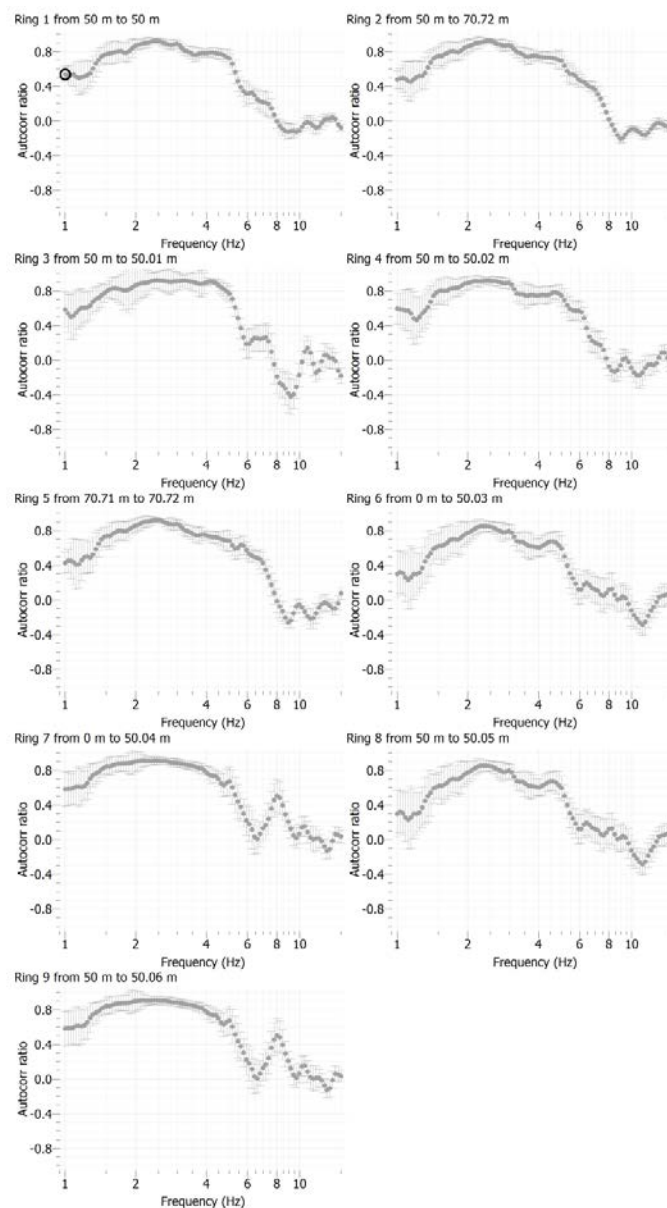 Ring 1 from 50 m to 50 m
Ring 2 from 50 m to 70.72 m
Autocorr ratio
0.8
0.4
0.0
-0.4
-0.8
1 2 4 6 8 10
Frequency (Hz)
Autocorr ratio
0.8
0.4
0.0
-0.4
-0.8
1 2 4 6 8 10
Frequency (Hz)
Ring 3 from 50 m to 50.01 m
Ring 4 from 50 m to 50.02 m
Autocorr ratio
0.8
0.4
0.0
-0.4
-0.8
1 2 4 6 8 10
Frequency (Hz)
Autocorr ratio
0.8
0.4
0.0
-0.4
-0.8
1 2 4 6 8 10
Frequency (Hz)
Ring 5 from 70.71 m to 70.72 m
Ring 6 from 0 m to 50.03 m
Autocorr ratio
0.8
0.4
0.0
-0.4
-0.8
1 2 4 6 8 10
Frequency (Hz)
Autocorr ratio
0.8
0.4
0.0
-0.4
-0.8
1 2 4 6 8 10
Frequency (Hz)
Ring 7 from 0 m to 50.04 m
Ring 8 from 50 m to 50.05 m
Autocorr ratio
0.8
0.4
0.0
-0.4
-0.8
1 2 4 6 8 10
Frequency (Hz)
Autocorr ratio
0.8
0.4
0.0
-0.4
-0.8
1 2 4 6 8 10
Frequency (Hz)
Ring 9 from 50 m to 50.06 m
Autocorr ratio
0.8
0.4
0.0
-0.4
-0.8
1 2 4 6 8 10
Frequency (Hz)